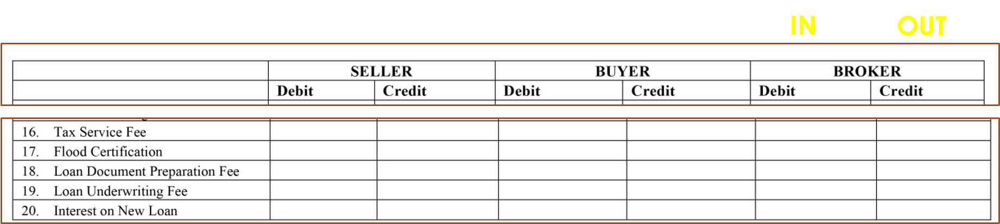 IN OUT
SELLER BUYER BROKER
Debit Credit Debit Credit Debit Credit
16. Tax Service Fee
17. Flood Certification
18. Loan Document Preparation Fee
19. Loan Underwriting Fee
20. Interest on New Loan